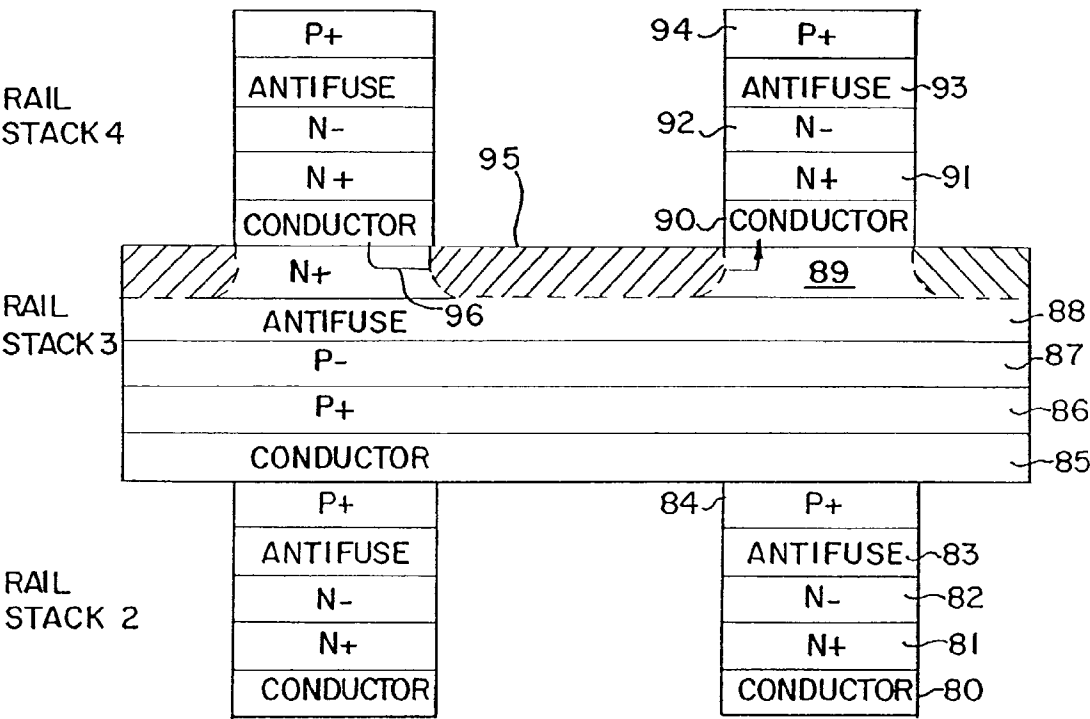 P+
94
P+
ANTIFUSE
ANTIFUSE
93
RAIL
STACK 4
N-
92
N-
95
N+
N+
91
CONDUCTOR
90
CONDUCTOR
N+
89
96
RAIL
STACK 3
ANTIFUSE
88
P-
87
P+
86
CONDUCTOR
85
P+
84
P+
ANTIFUSE
ANTIFUSE
83
RAIL
STACK 2
N-
N-
82
N+
N+
81
CONDUCTOR
CONDUCTOR
80